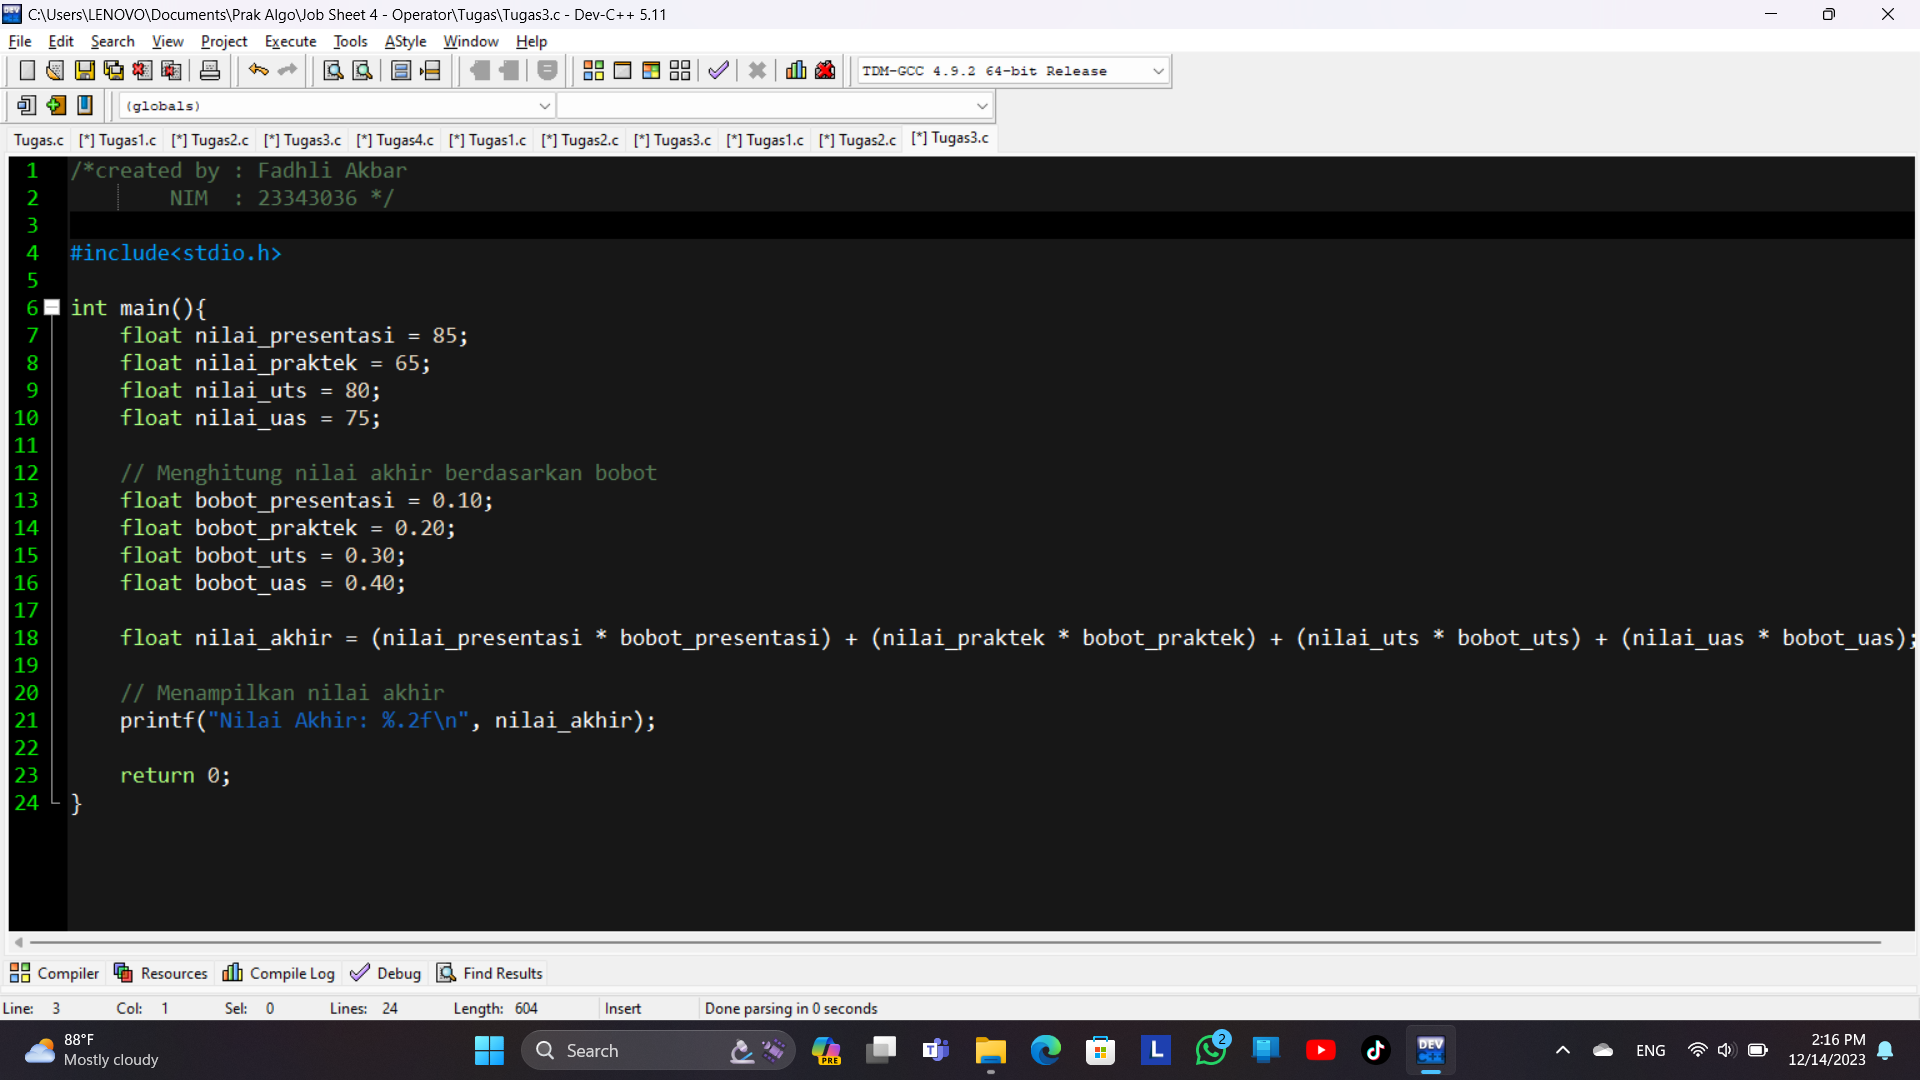 C:\Users\LENOVO\Documents\Prak Algo\Job Sheet 4 - Operator\Tugas\Tugas3.c - Dev-C++ 5.11
File Edit Search View Project Execute Tools AStyle Window Help
TDM-GCC 4.9.2 64-bit Release
(globals)
Tugas.c [*] Tugas1.c [*] Tugas2.c [*] Tugas3.c [*] Tugas4.c [*] Tugas1.c [*] Tugas2.c [*] Tugas3.c [*] Tugas1.c [*] Tugas2.c [*] Tugas3.c
1 /*created by : Fadhli Akbar
2 NIM : 23343036 */
3
4 #include<stdio.h>
5
6 int main(){
7 float nilai_presentasi = 85;
8 float nilai_praktek = 65;
9 float nilai_uts = 80;
10 float nilai_uas = 75;
11
12 // Menghitung nilai akhir berdasarkan bobot
13 float bobot_presentasi = 0.10;
14 float bobot_praktek = 0.20;
15 float bobot_uts = 0.30;
16 float bobot_uas = 0.40;
17
18 float nilai_akhir = (nilai_presentasi * bobot_presentasi) + (nilai_praktek * bobot_praktek) + (nilai_uts * bobot_uts) + (nilai_uas * bobot_uas);
19
20 // Menampilkan nilai akhir
21 printf("Nilai Akhir: %.2f\n", nilai_akhir);
22
23 return 0;
24 }
Compiler Resources Compile Log Debug Find Results
Line: 3 Col: 1 Sel: 0 Lines: 24 Length: 604 Insert Done parsing in 0 seconds
88°F
Mostly cloudy
Search
PRE
L
2
DEV
C++
ENG
2:16 PM
12/14/2023